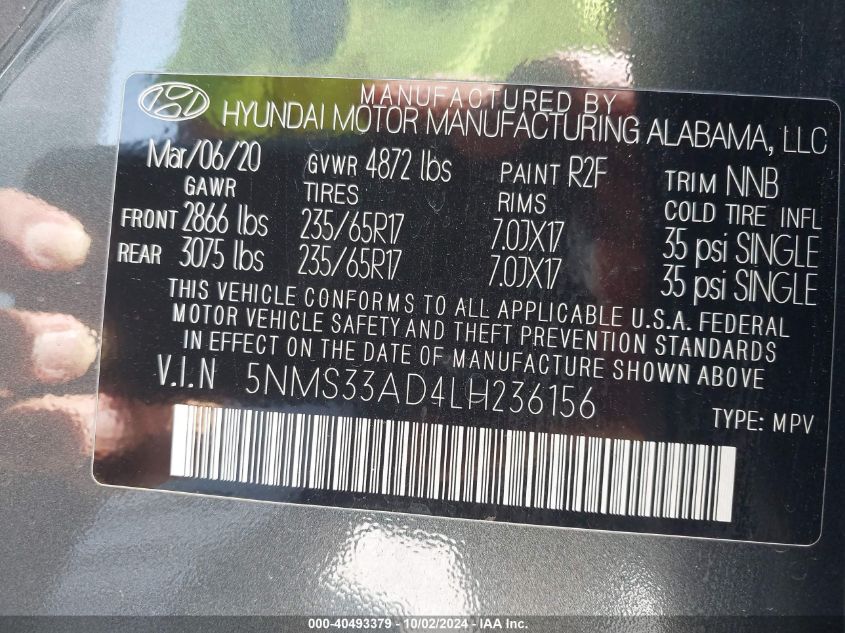 MANUFACTURED BY
HYUNDAI MOTOR MANUFACTURING ALABAMA, LLC
Mar/06/20 GVWR 4872 lbs PAINT R2F TRIM NNB
GAWR TIRES RIMS COLD TIRE INFL
FRONT 2866 lbs 235/65R17 7.0JX17 35 psi SINGLE
REAR 3075 lbs 235/65R17 7.0JX17 35 psi SINGLE
THIS VEHICLE CONFORMS TO ALL APPLICABLE U.S.A. FEDERAL
MOTOR VEHICLE SAFETY AND THEFT PREVENTION STANDARDS
IN EFFECT ON THE DATE OF MANUFACTURE SHOWN ABOVE
V.I.N 5NMS33AD4LH236156 TYPE: MPV
000-40493379 - 10/02/2024 - IAA Inc.